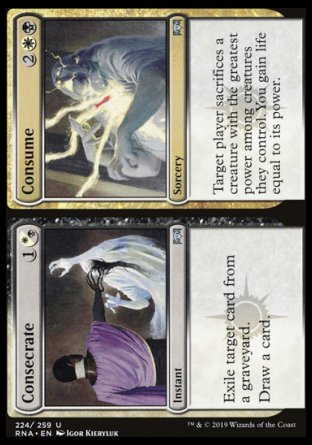 Consume 2
Sorcery
Target player sacrifices a
creature with the greatest
power among creatures
they control. You gain life
equal to its power.
Consecrate 1
Instant
Exile target card from
a graveyard.
Draw a card.
224/259 U
RNA • EN Igor Kieryluk
™ & © 2019 Wizards of the Coast